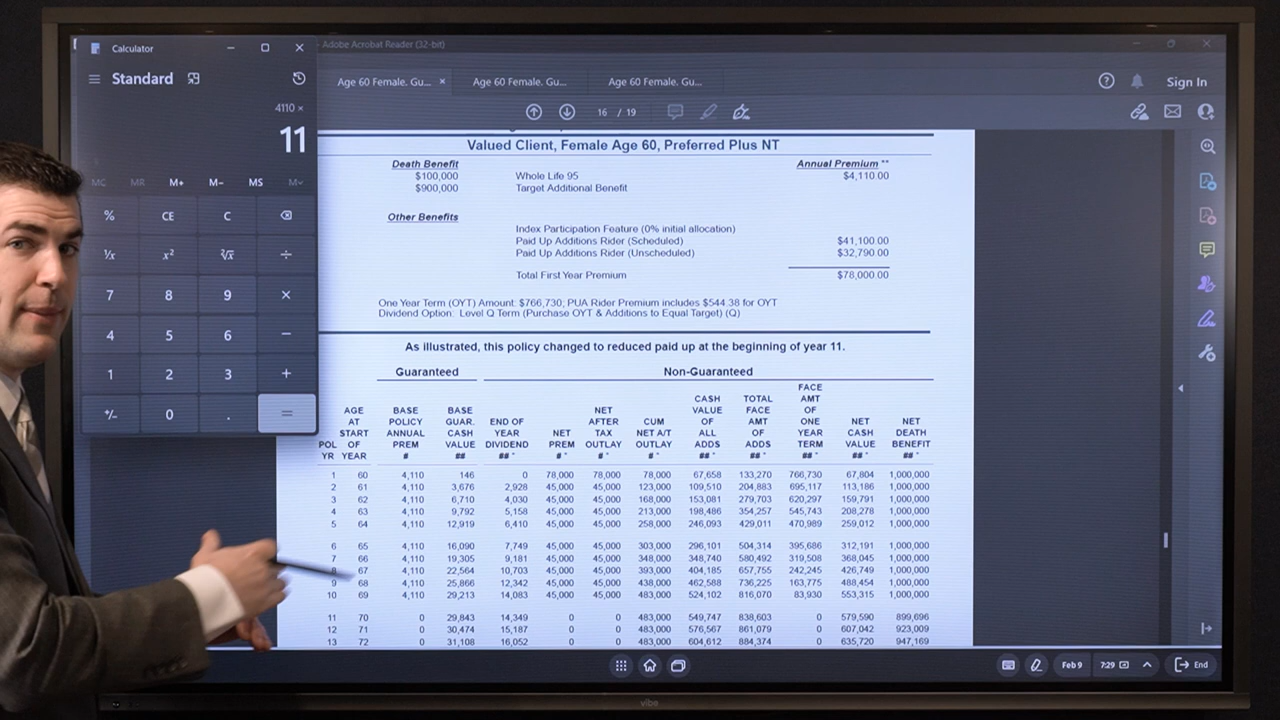 Calculator
Standard
4110 ×
11
MC MR M+ M− MS M˅
% CE C
¹/x x² ²√x ÷
7 8 9 ×
4 5 6 −
1 2 3 +
+/− 0 . =
- Adobe Acrobat Reader (32-bit)
Age 60 Female. Gu... × Age 60 Female. Gu... Age 60 Female. Gu...
Sign In
16 / 19
Valued Client, Female Age 60, Preferred Plus NT
Death Benefit Annual Premium **
$100,000 Whole Life 95 $4,110.00
$900,000 Target Additional Benefit
Other Benefits
Index Participation Feature (0% initial allocation)
Paid Up Additions Rider (Scheduled) $41,100.00
Paid Up Additions Rider (Unscheduled) $32,790.00
Total First Year Premium $78,000.00
One Year Term (OYT) Amount: $766,730; PUA Rider Premium includes $544.38 for OYT
Dividend Option: Level Q Term (Purchase OYT & Additions to Equal Target) (Q)
As illustrated, this policy changed to reduced paid up at the beginning of year 11.
Guaranteed Non-Guaranteed
FACE
CASH TOTAL AMT
AGE BASE BASE NET VALUE FACE OF
AT POLICY GUAR. END OF AFTER CUM OF AMT ONE NET NET
START ANNUAL CASH YEAR NET TAX NET A/T ALL OF YEAR CASH DEATH
POL OF PREM VALUE DIVIDEND PREM OUTLAY OUTLAY ADDS ADDS TERM VALUE BENEFIT
YR YEAR # ## ## * # * # * # * ## * ## * ## * ## * ## *
1 60 4,110 146 0 78,000 78,000 78,000 67,658 133,270 766,730 67,804 1,000,000
2 61 4,110 3,676 2,928 45,000 45,000 123,000 109,510 204,883 695,117 113,186 1,000,000
3 62 4,110 6,710 4,030 45,000 45,000 168,000 153,081 279,703 620,297 159,791 1,000,000
4 63 4,110 9,792 5,158 45,000 45,000 213,000 198,486 354,257 545,743 208,278 1,000,000
5 64 4,110 12,919 6,410 45,000 45,000 258,000 246,093 429,011 470,989 259,012 1,000,000
6 65 4,110 16,090 7,749 45,000 45,000 303,000 296,101 504,314 395,686 312,191 1,000,000
7 66 4,110 19,305 9,181 45,000 45,000 348,000 348,740 580,492 319,508 368,045 1,000,000
8 67 4,110 22,564 10,703 45,000 45,000 393,000 404,185 657,755 242,245 426,749 1,000,000
9 68 4,110 25,866 12,342 45,000 45,000 438,000 462,588 736,225 163,775 488,454 1,000,000
10 69 4,110 29,213 14,083 45,000 45,000 483,000 524,102 816,070 83,930 553,315 1,000,000
11 70 0 29,843 14,349 0 0 483,000 549,747 838,603 0 579,590 899,696
12 71 0 30,474 15,187 0 0 483,000 576,567 861,079 0 607,042 923,009
13 72 0 31,108 16,052 0 0 483,000 604,612 884,374 0 635,720 947,169
Feb 9 7:29 End
vibe